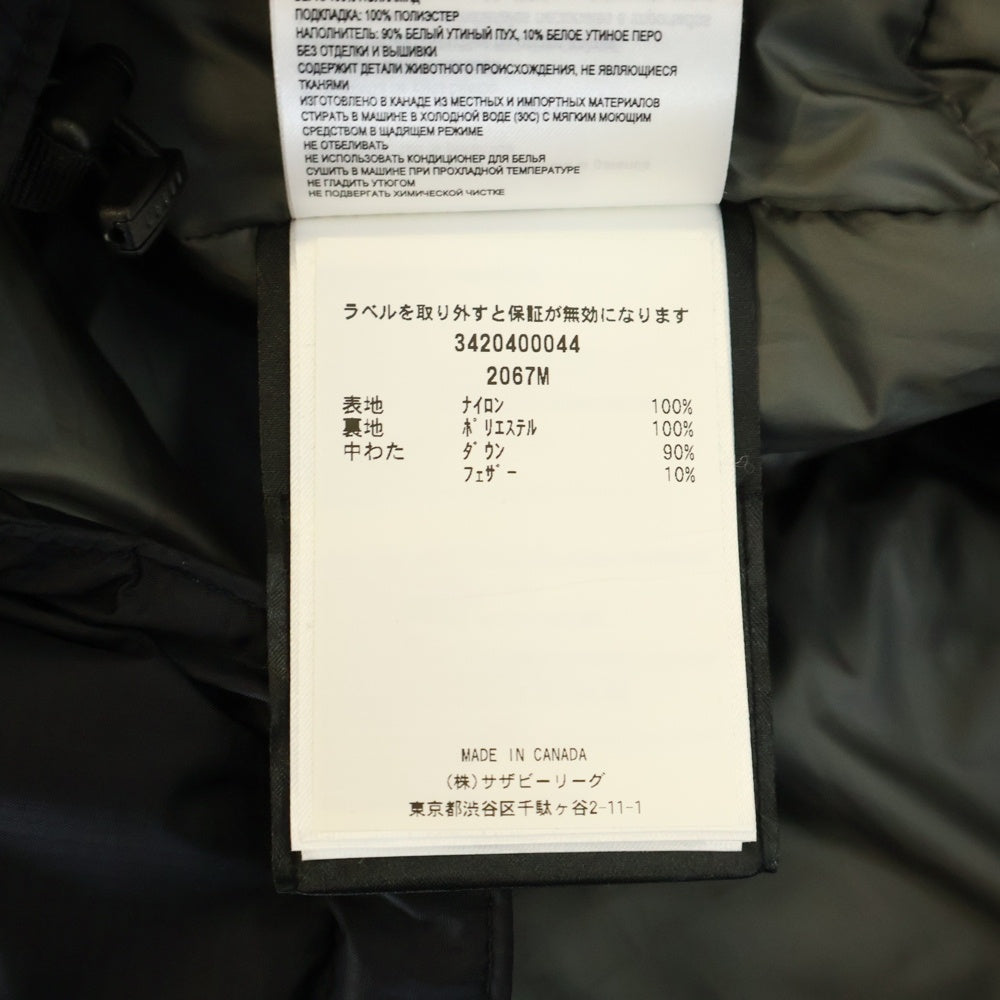 ПОДКЛАДКА: 100% ПОЛИЭСТЕР
НАПОЛНИТЕЛЬ: 90% БЕЛЫЙ УТИНЫЙ ПУХ, 10% БЕЛОЕ УТИНОЕ ПЕРО
БЕЗ ОТДЕЛКИ И ВЫШИВКИ
СОДЕРЖИТ ДЕТАЛИ ЖИВОТНОГО ПРОИСХОЖДЕНИЯ, НЕ ЯВЛЯЮЩИЕСЯ
ТКАНЯМИ
ИЗГОТОВЛЕНО В КАНАДЕ ИЗ МЕСТНЫХ И ИМПОРТНЫХ МАТЕРИАЛОВ
СТИРАТЬ В МАШИНЕ В ХОЛОДНОЙ ВОДЕ (30C) С МЯГКИМ МОЮЩИМ
СРЕДСТВОМ В ЩАДЯЩЕМ РЕЖИМЕ
НЕ ОТБЕЛИВАТЬ
НЕ ИСПОЛЬЗОВАТЬ КОНДИЦИОНЕР ДЛЯ БЕЛЬЯ
СУШИТЬ В МАШИНЕ ПРИ ПРОХЛАДНОЙ ТЕМПЕРАТУРЕ
НЕ ГЛАДИТЬ УТЮГОМ
НЕ ПОДВЕРГАТЬ ХИМИЧЕСКОЙ ЧИСТКЕ
ラベルを取り外すと保証が無効になります
3420400044
2067M
表地 ﾅｲﾛﾝ 100%
裏地 ﾎﾟﾘｴｽﾃﾙ 100%
中わた ﾀﾞｳﾝ 90%
ﾌｪｻﾞｰ 10%
MADE IN CANADA
(株)サザビーリーグ
東京都渋谷区千駄ヶ谷2-11-1